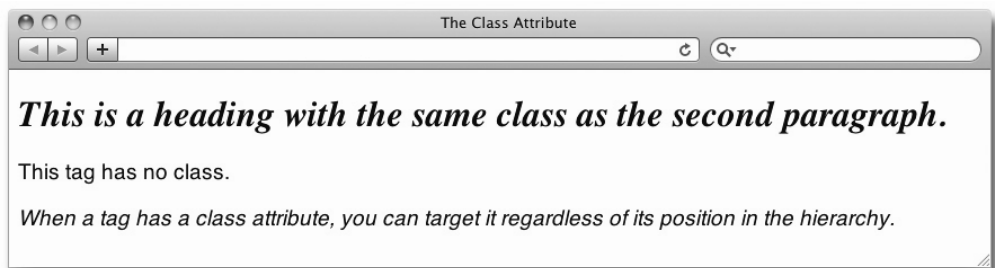 The Class Attribute
This is a heading with the same class as the second paragraph.
This tag has no class.
When a tag has a class attribute, you can target it regardless of its position in the hierarchy.